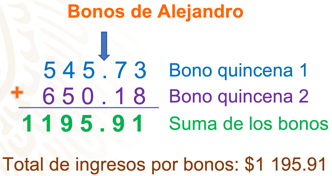 Bonos de Alejandro
545.73 Bono quincena 1
+ 650.18 Bono quincena 2
1195.91 Suma de los bonos
Total de ingresos por bonos: $1 195.91